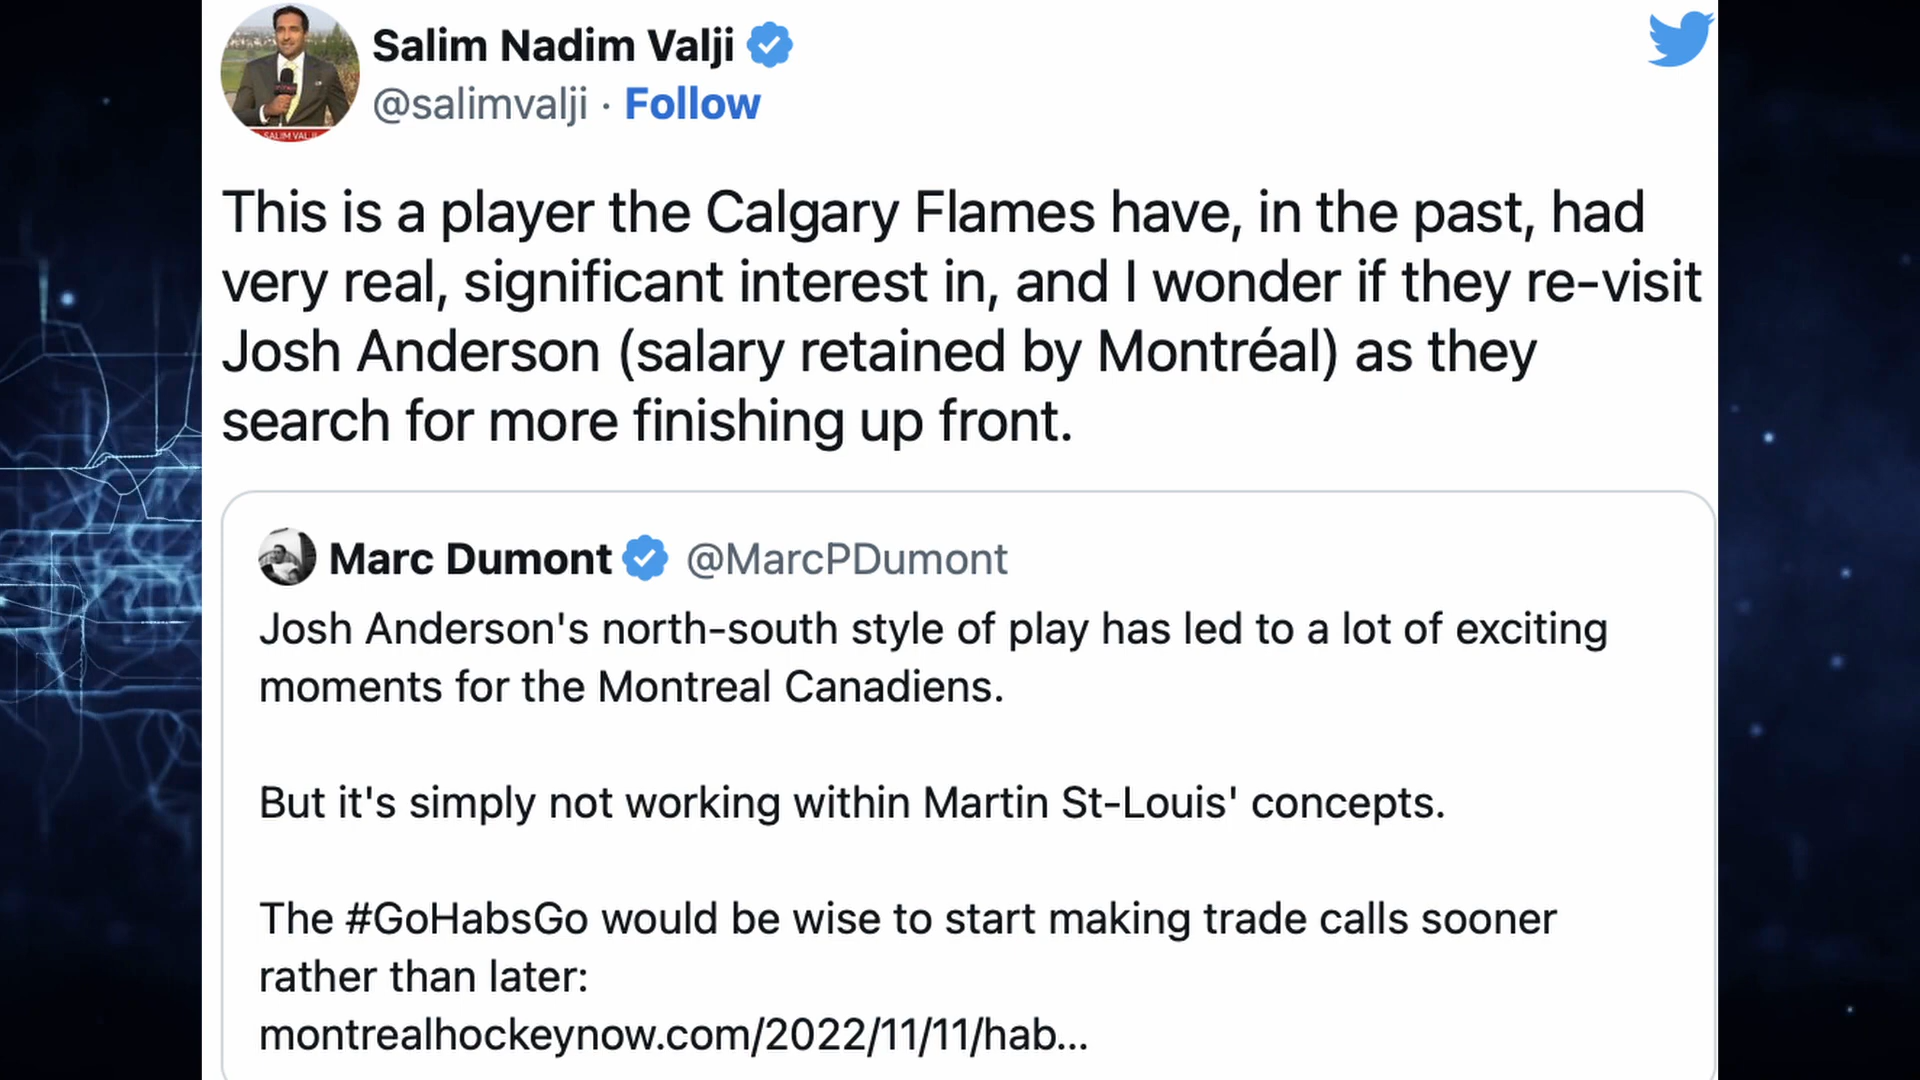 Salim Nadim Valji
@salimvalji · Follow
This is a player the Calgary Flames have, in the past, had
very real, significant interest in, and I wonder if they re-visit
Josh Anderson (salary retained by Montréal) as they
search for more finishing up front.
Marc Dumont @MarcPDumont
Josh Anderson's north-south style of play has led to a lot of exciting
moments for the Montreal Canadiens.
But it's simply not working within Martin St-Louis' concepts.
The #GoHabsGo would be wise to start making trade calls sooner
rather than later:
montrealhockeynow.com/2022/11/11/hab...